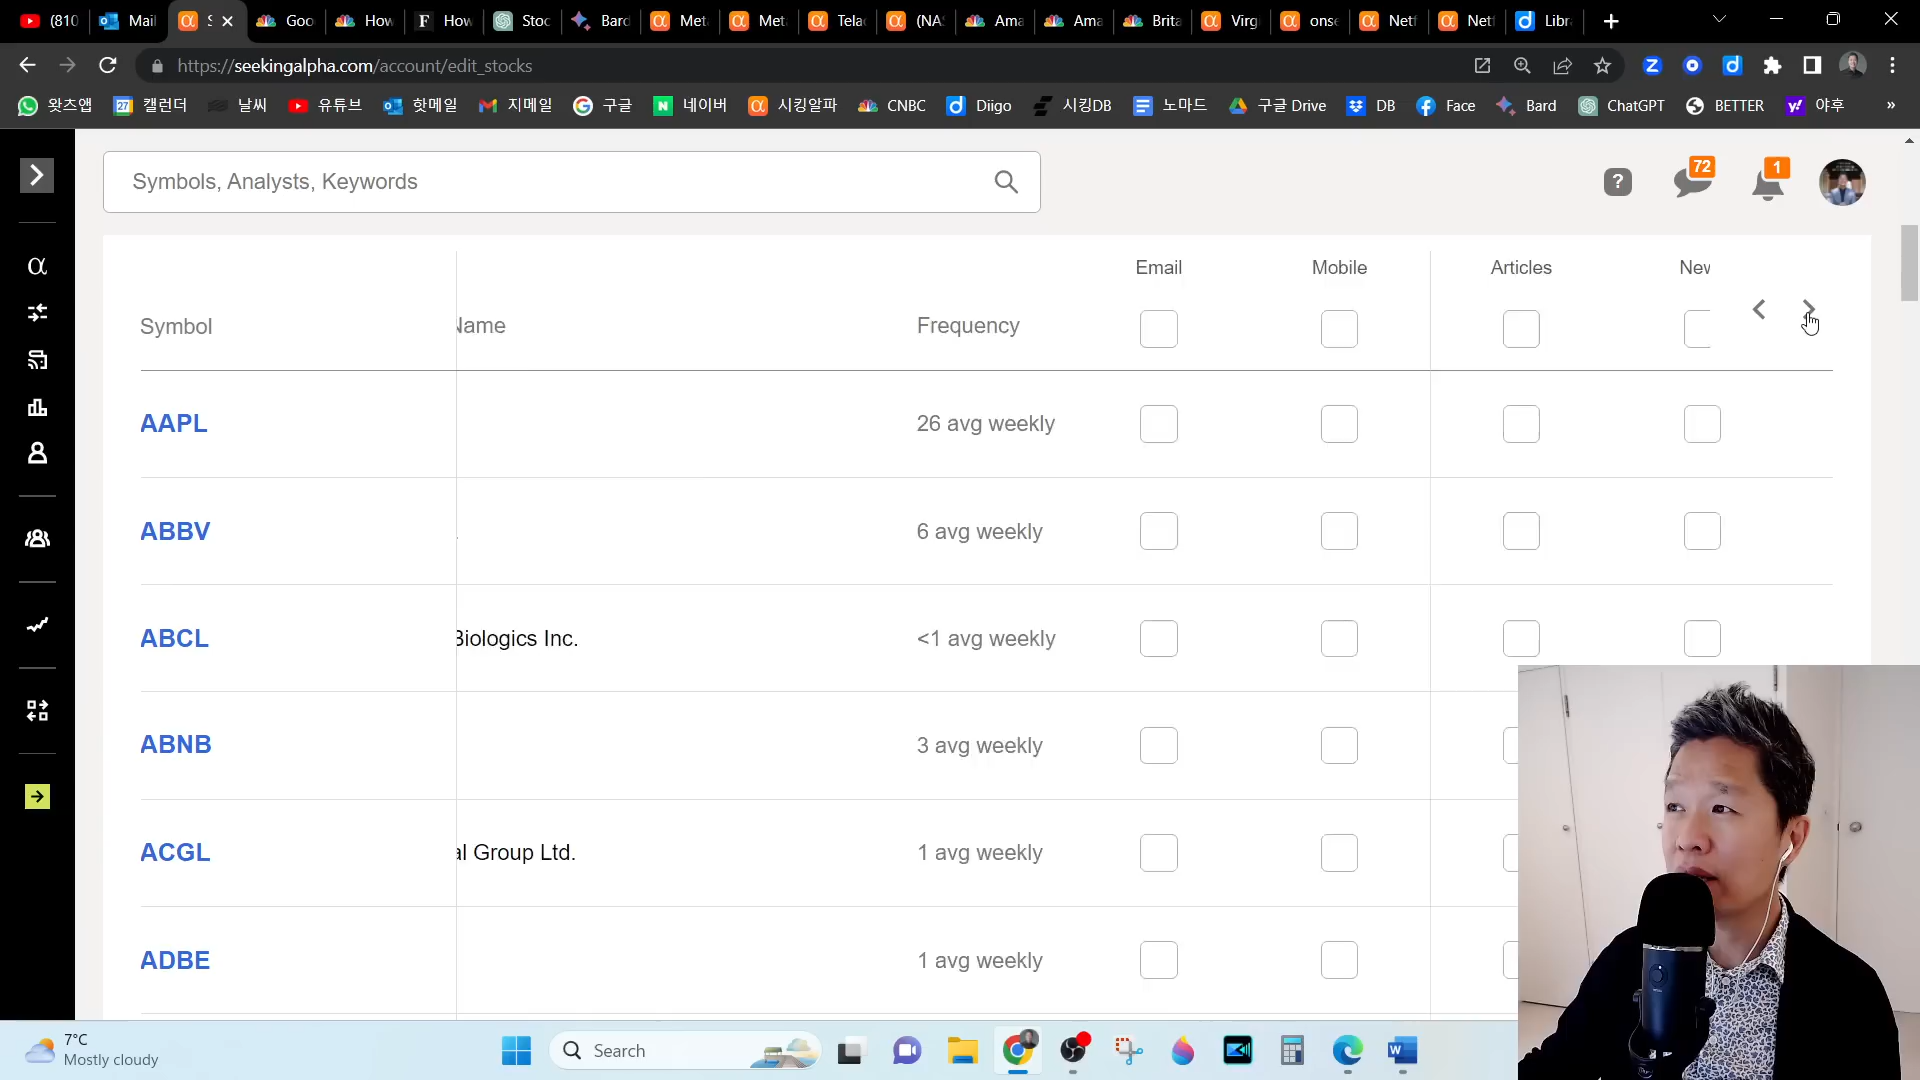 (810
Mail
S
Goo
How
How
Stoc
Bard
Met
Met
Telad
(NA
Ama
Ama
Brita
Virg
onse
Netf
Netf
Libr
https://seekingalpha.com/account/edit_stocks
왓츠앱
캘런더
날씨
유튜브
핫메일
지메일
구글
네이버
시킹알파
CNBC
Diigo
시킹DB
노마드
구글 Drive
DB
Face
Bard
ChatGPT
BETTER
야후
»
Symbols, Analysts, Keywords
?
72
1
Email
Mobile
Articles
Symbol
Name
Frequency
AAPL
26 avg weekly
ABBV
6 avg weekly
ABCL
Biologics Inc.
<1 avg weekly
ABNB
3 avg weekly
ACGL
al Group Ltd.
1 avg weekly
ADBE
1 avg weekly
7°C
Mostly cloudy
Search